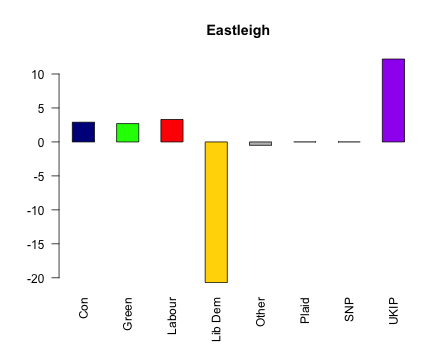 Eastleigh
10
5
0
-5
-10
-15
-20
Con
Green
Labour
Lib Dem
Other
Plaid
SNP
UKIP